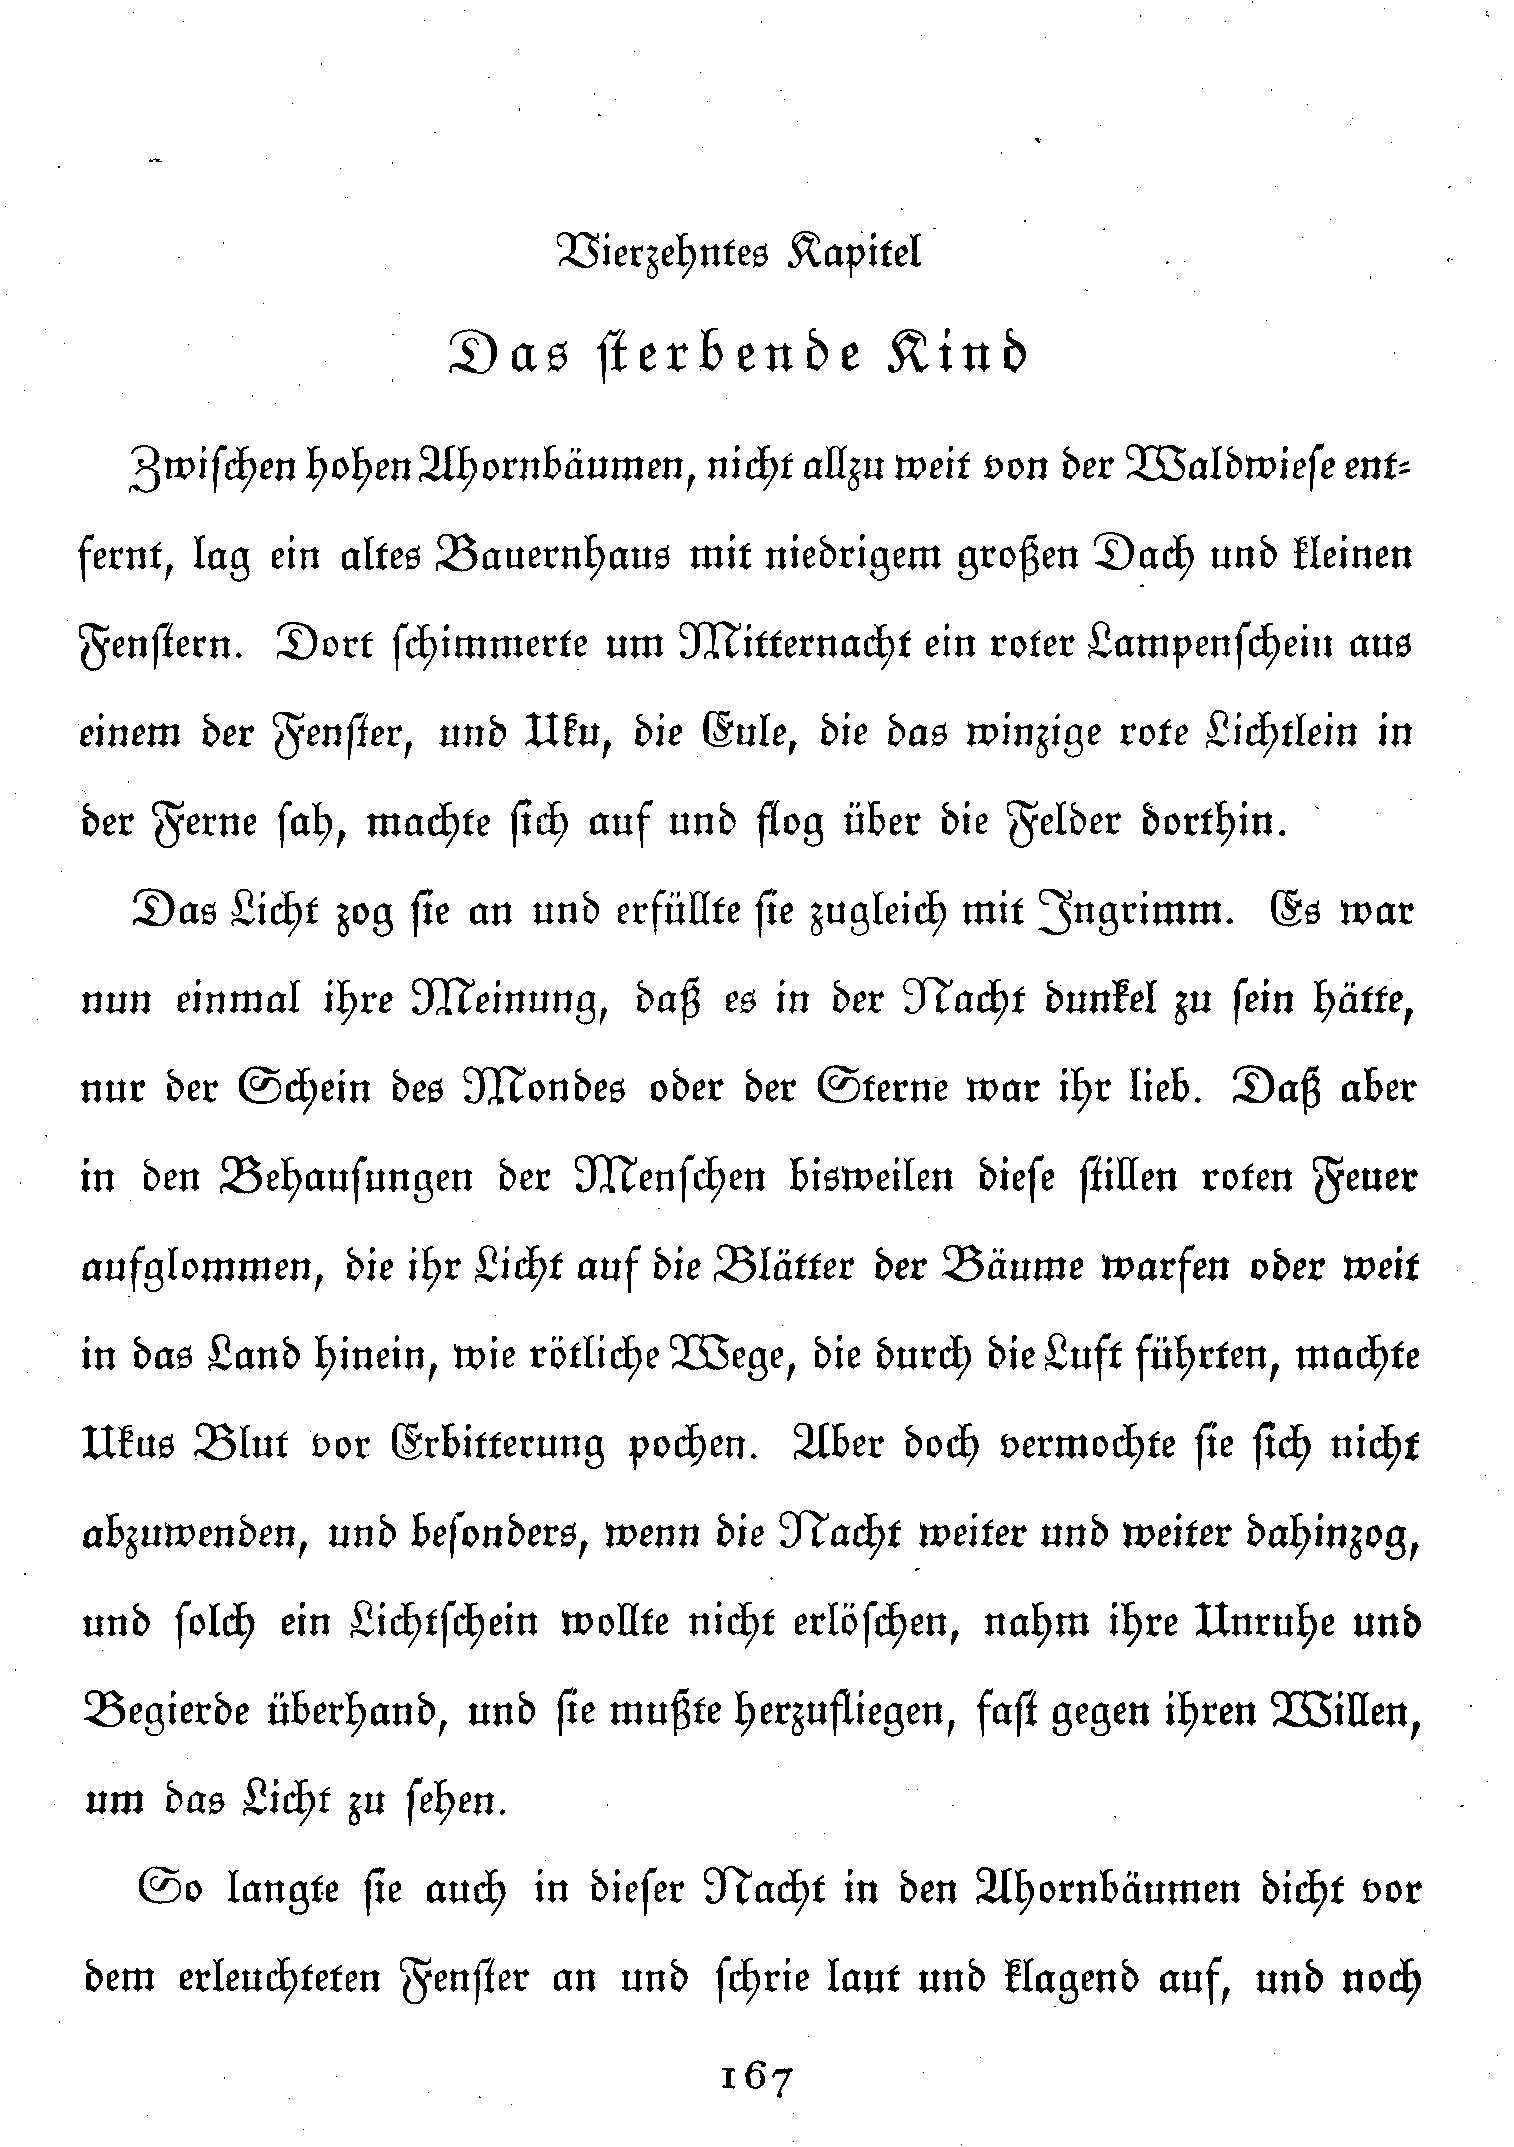 Vierzehntes Kapitel
Das sterbende Kind
Zwischen hohen Ahornbäumen, nicht allzu weit von der Waldwiese ent-
fernt, lag ein altes Bauernhaus mit niedrigem großen Dach und kleinen
Fenstern. Dort schimmerte um Mitternacht ein roter Lampenschein aus
einem der Fenster, und Uku, die Eule, die das winzige rote Lichtlein in
der Ferne sah, machte sich auf und flog über die Felder dorthin.
Das Licht zog sie an und erfüllte sie zugleich mit Ingrimm. Es war
nun einmal ihre Meinung, daß es in der Nacht dunkel zu sein hätte,
nur der Schein des Mondes oder der Sterne war ihr lieb. Daß aber
in den Behausungen der Menschen bisweilen diese stillen roten Feuer
aufglommen, die ihr Licht auf die Blätter der Bäume warfen oder weit
in das Land hinein, wie rötliche Wege, die durch die Luft führten, machte
Ukus Blut vor Erbitterung pochen. Aber doch vermochte sie sich nicht
abzuwenden, und besonders, wenn die Nacht weiter und weiter dahinzog,
und solch ein Lichtschein wollte nicht erlöschen, nahm ihre Unruhe und
Begierde überhand, und sie mußte herzufliegen, fast gegen ihren Willen,
um das Licht zu sehen.
So langte sie auch in dieser Nacht in den Ahornbäumen dicht vor
dem erleuchteten Fenster an und schrie laut und klagend auf, und noch
167